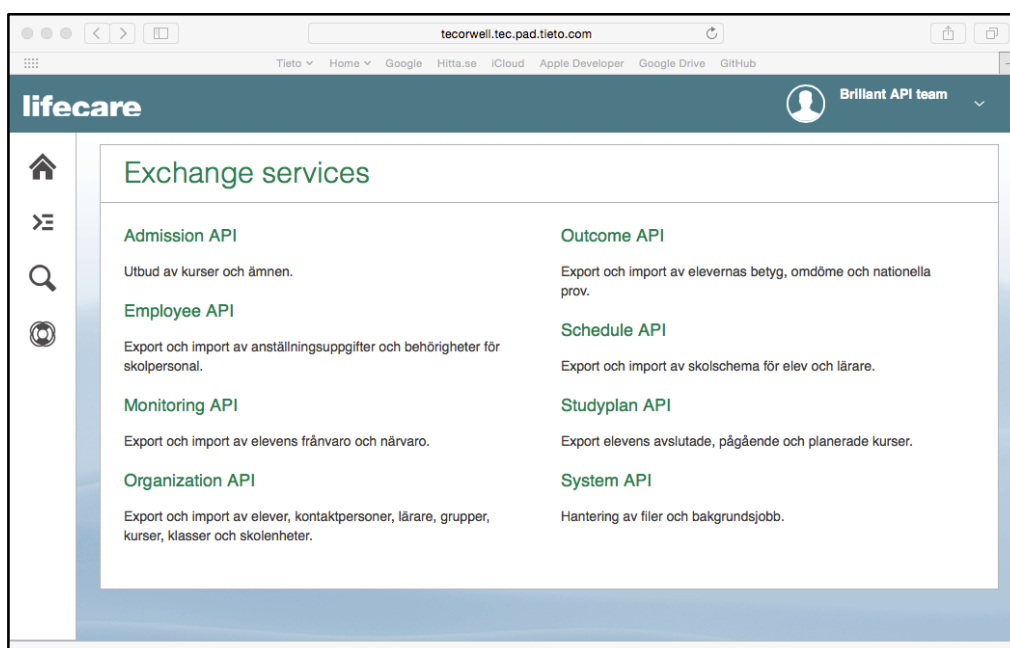 tecorwell.tec.pad.tieto.com
Tieto Home Google Hitta.se iCloud Apple Developer Google Drive GitHub
lifecare
Brillant API team
Exchange services
Admission API
Utbud av kurser och ämnen.
Employee API
Export och import av anställningsuppgifter och behörigheter för
skolpersonal.
Monitoring API
Export och import av elevens frånvaro och närvaro.
Organization API
Export och import av elever, kontaktpersoner, lärare, grupper,
kurser, klasser och skolenheter.
Outcome API
Export och import av elevernas betyg, omdöme och nationella
prov.
Schedule API
Export och import av skolschema för elev och lärare.
Studyplan API
Export elevens avslutade, pågående och planerade kurser.
System API
Hantering av filer och bakgrundsjobb.